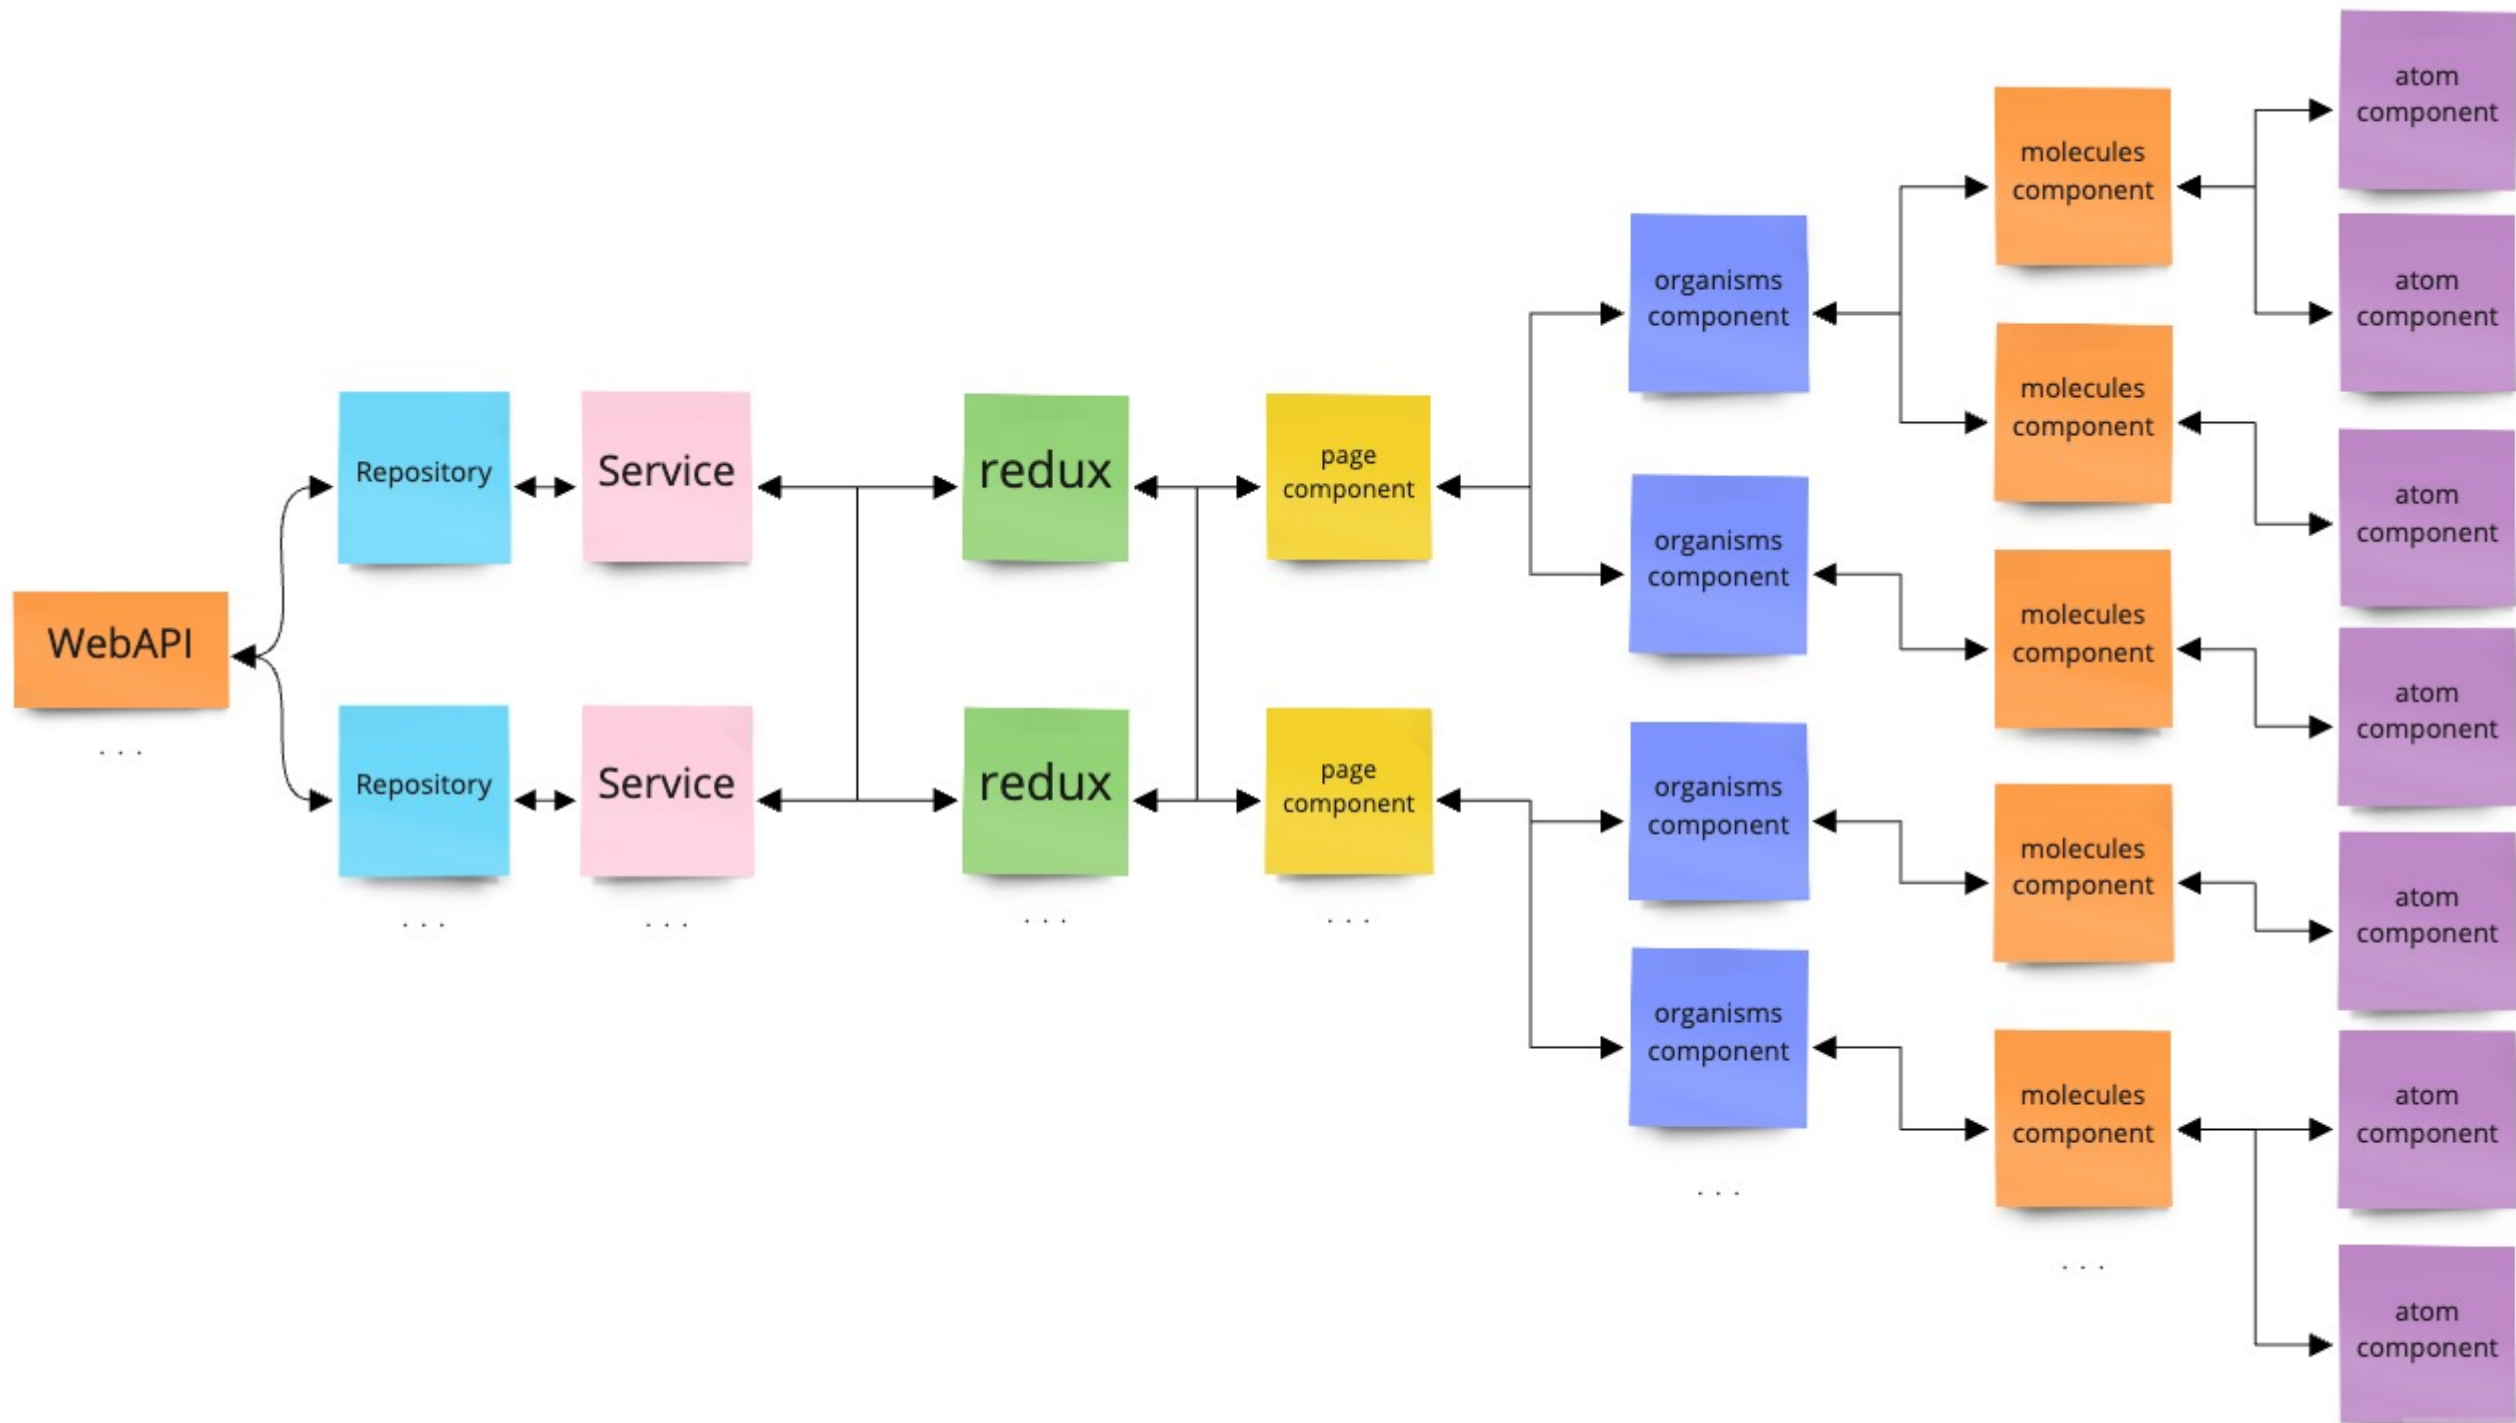 WebAPI
. . .
Repository
Repository
. . .
Service
Service
. . .
redux
redux
. . .
page
component
page
component
. . .
organisms
component
organisms
component
organisms
component
organisms
component
. . .
molecules
component
molecules
component
molecules
component
molecules
component
molecules
component
. . .
atom
component
atom
component
atom
component
atom
component
atom
component
atom
component
atom
component